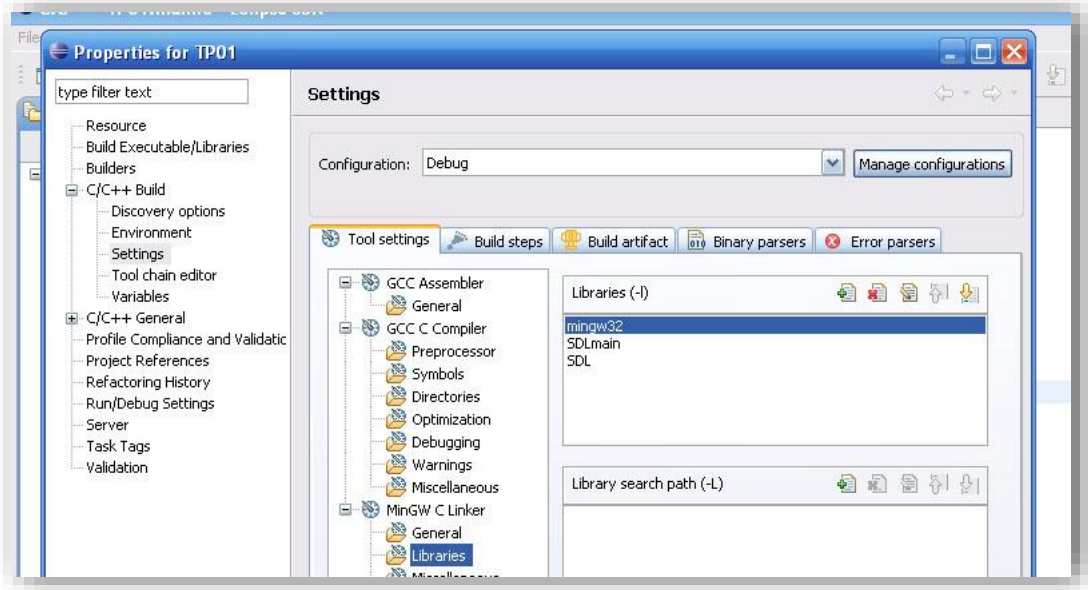 File
Properties for TP01
type filter text
Resource
Build Executable/Libraries
Builders
C/C++ Build
Discovery options
Environment
Settings
Tool chain editor
Variables
C/C++ General
Profile Compliance and Validatic
Project References
Refactoring History
Run/Debug Settings
Server
Task Tags
Validation
Settings
Configuration: Debug Manage configurations
Tool settings Build steps Build artifact Binary parsers Error parsers
GCC Assembler
General
GCC C Compiler
Preprocessor
Symbols
Directories
Optimization
Debugging
Warnings
Miscellaneous
MinGW C Linker
General
Libraries
Libraries (-l)
mingw32
SDLmain
SDL
Library search path (-L)